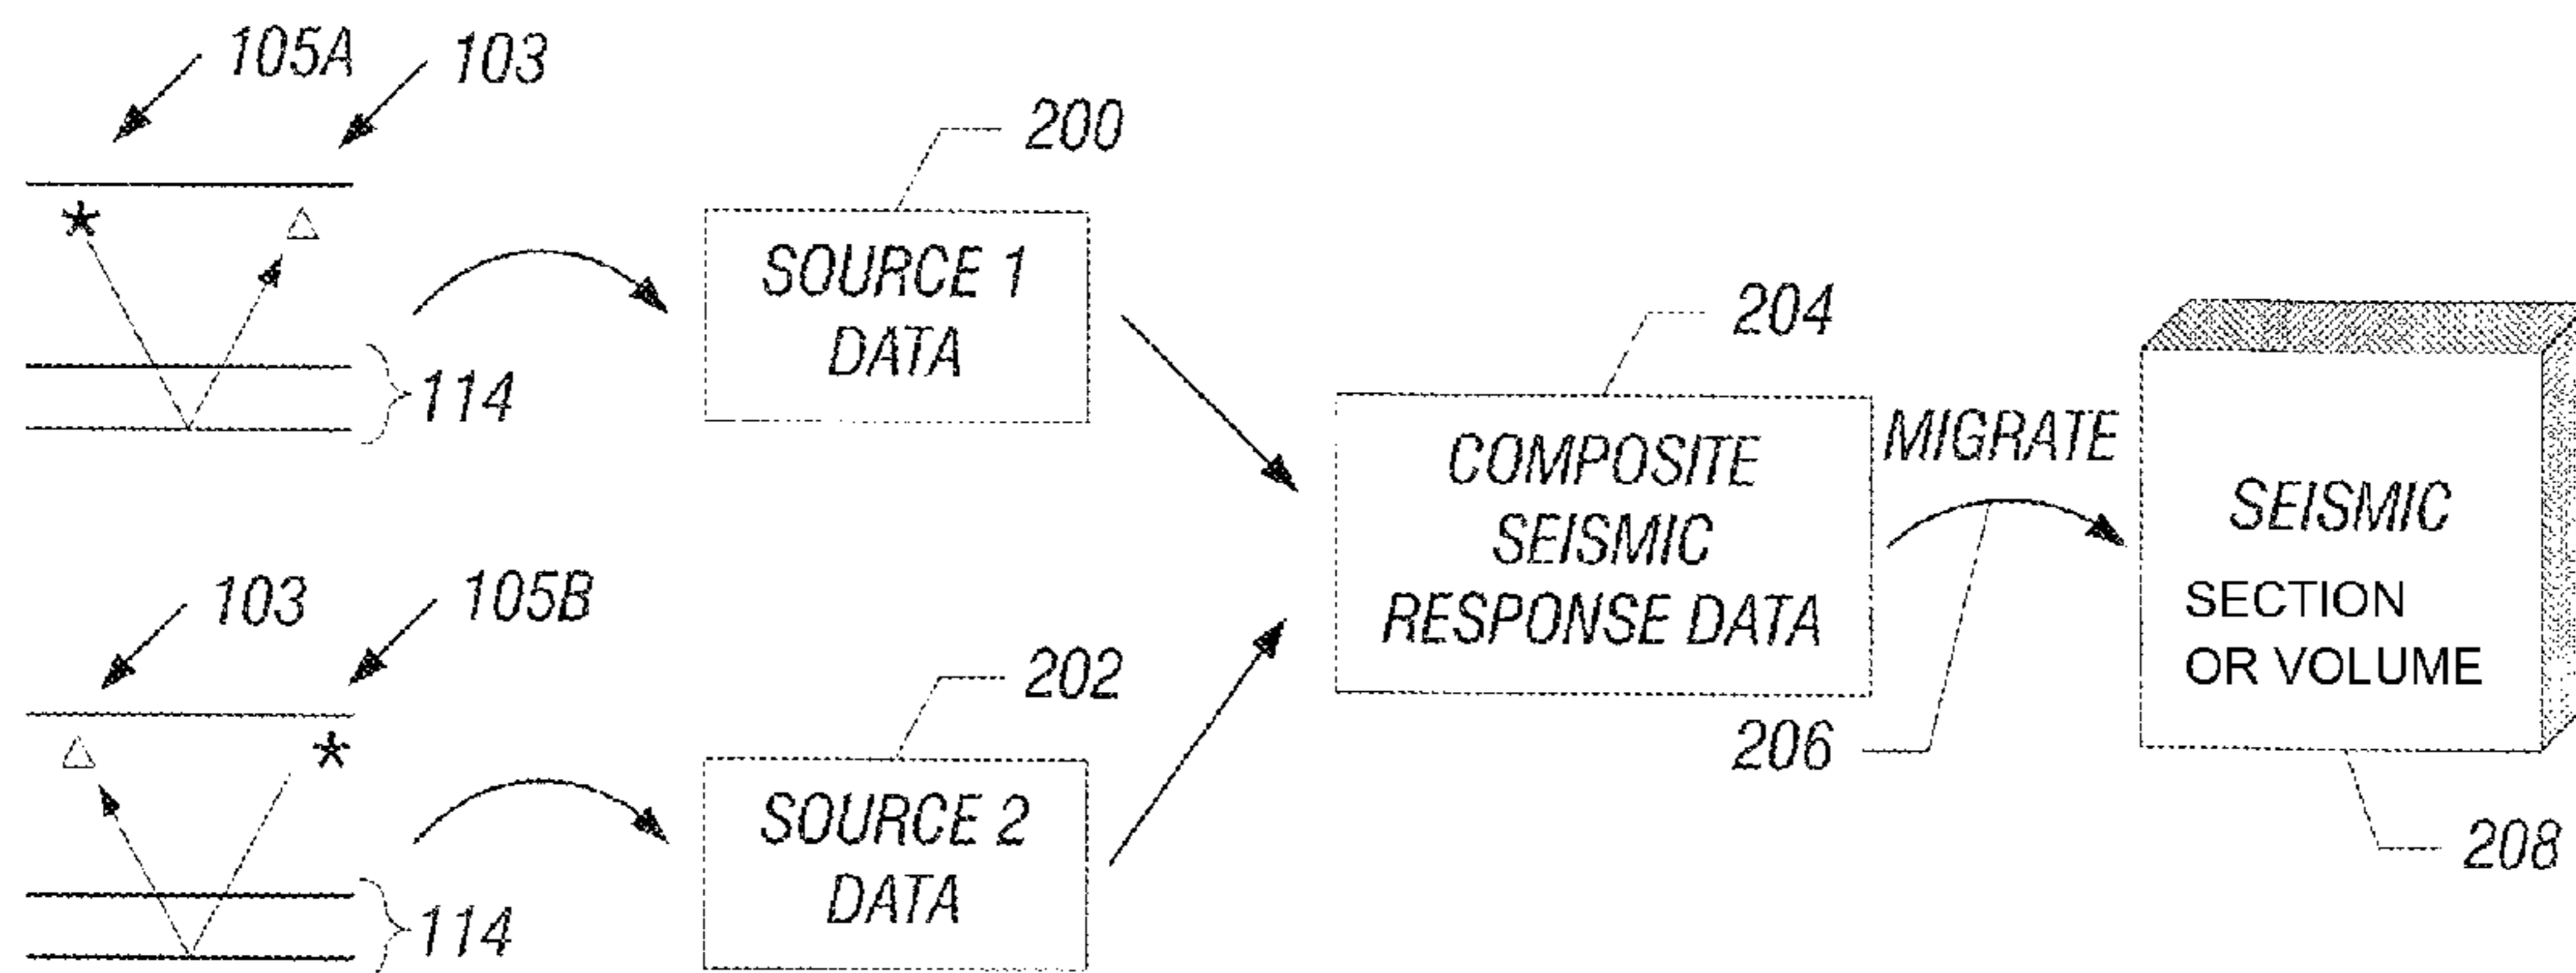 105A
103
114
200
SOURCE 1
DATA
103
105B
114
202
SOURCE 2
DATA
204
COMPOSITE
SEISMIC
RESPONSE DATA
MIGRATE
206
SEISMIC
SECTION
OR VOLUME
208